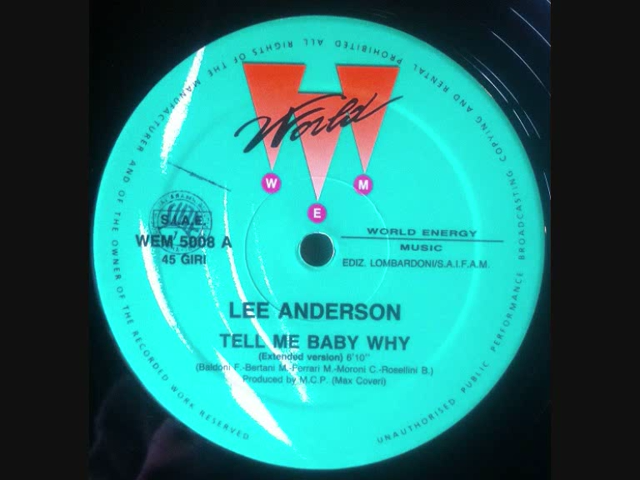 ALL RIGHTS OF THE MANUFACTURER AND OF THE OWNER OF THE RECORDED WORK RESERVED
UNAUTHORISED PUBLIC PERFORMANCE BROADCASTING COPYING AND RENTAL PROHIBITED
World
W
E
M
S.I.A.E.
WEM 5008 A
45 GIRI
WORLD ENERGY
MUSIC
EDIZ. LOMBARDONI/S.A.I.F.A.M.
LEE ANDERSON
TELL ME BABY WHY
(Extended version) 6'10"
(Baldoni F.-Bertani M.-Ferrari M.-Moroni C.-Rosellini B.)
Produced by M.C.P. (Max Coveri)